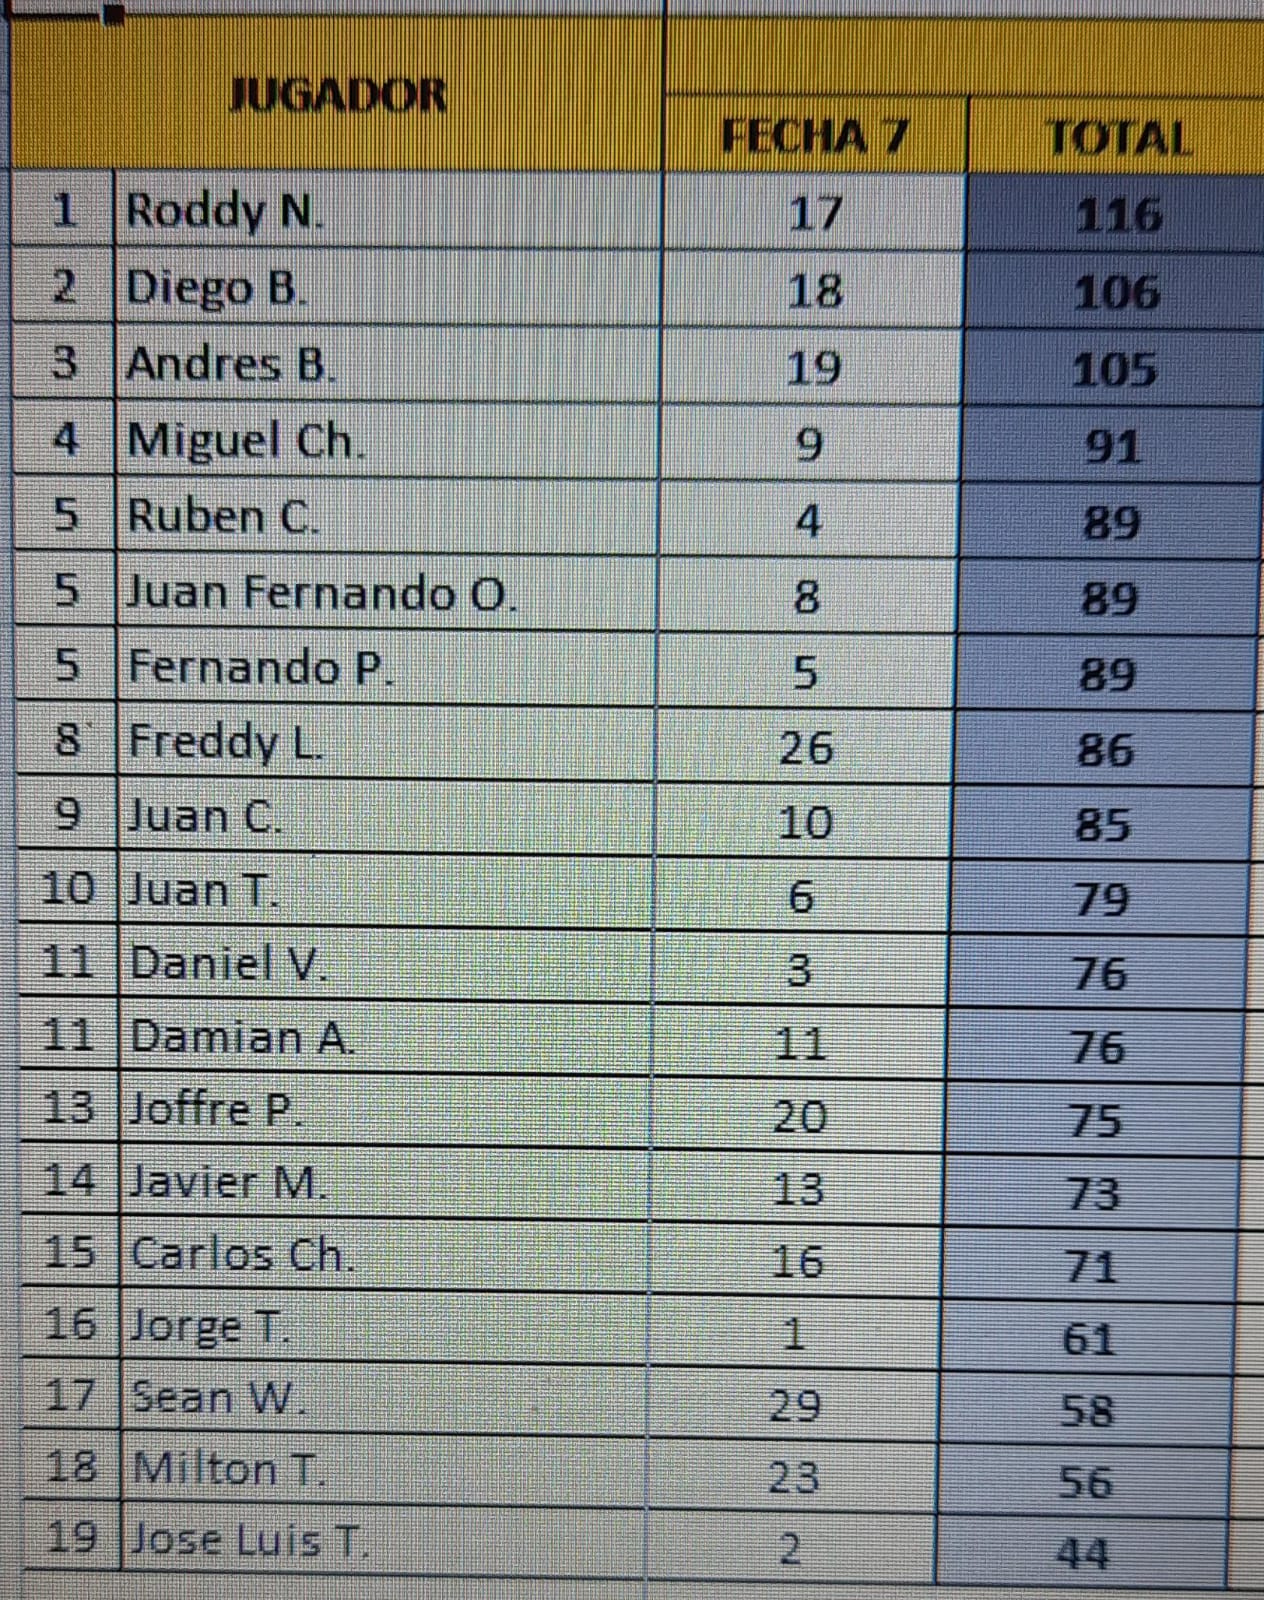 JUGADOR
FECHA 7 TOTAL
1 Roddy N. 17 116
2 Diego B. 18 106
3 Andres B. 19 105
4 Miguel Ch. 9 91
5 Ruben C. 4 89
5 Juan Fernando O. 8 89
5 Fernando P. 5 89
8 Freddy L. 26 86
9 Juan C. 10 85
10 Juan T. 6 79
11 Daniel V. 3 76
11 Damian A. 11 76
13 Joffre P. 20 75
14 Javier M. 13 73
15 Carlos Ch. 16 71
16 Jorge T. 1 61
17 Sean W. 29 58
18 Milton T. 23 56
19 Jose Luis T. 2 44